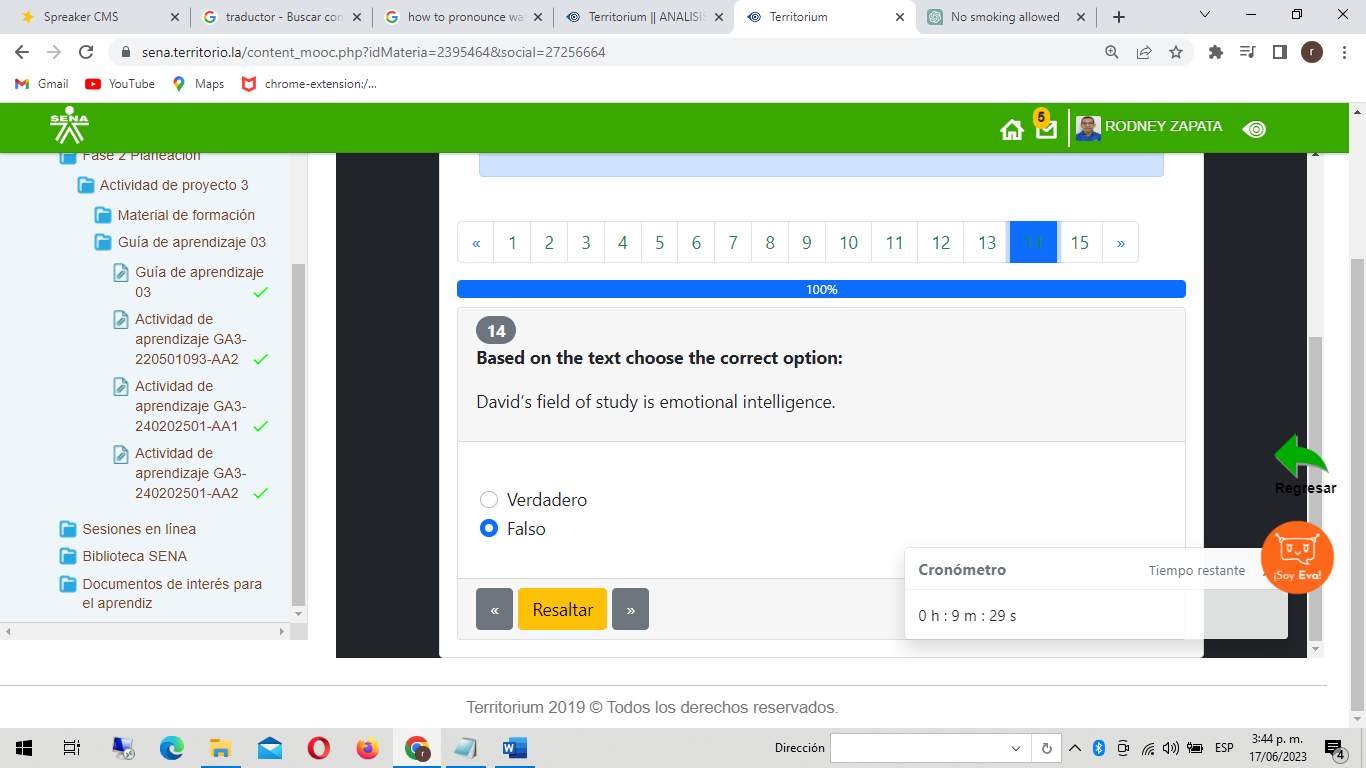 Spreaker CMS
traductor - Buscar con
how to pronounce wa
Territorium || ANALISIS
Territorium
No smoking allowed
sena.territorio.la/content_mooc.php?idMateria=2395464&social=27256664
r
Gmail
YouTube
Maps
chrome-extension:/...
SENA
5
RODNEY ZAPATA
Fase 2 Planeación
Actividad de proyecto 3
Material de formación
Guía de aprendizaje 03
Guía de aprendizaje
03
Actividad de
aprendizaje GA3-
220501093-AA2
Actividad de
aprendizaje GA3-
240202501-AA1
Actividad de
aprendizaje GA3-
240202501-AA2
Sesiones en línea
Biblioteca SENA
Documentos de interés para
el aprendiz
« 1 2 3 4 5 6 7 8 9 10 11 12 13 14 15 »
100%
14
Based on the text choose the correct option:
David’s field of study is emotional intelligence.
Verdadero
Falso
« Resaltar »
Regresar
¡Soy Eva!
Cronómetro
Tiempo restante
0 h : 9 m : 29 s
Territorium 2019 © Todos los derechos reservados.
Dirección
ESP
3:44 p. m.
17/06/2023
4